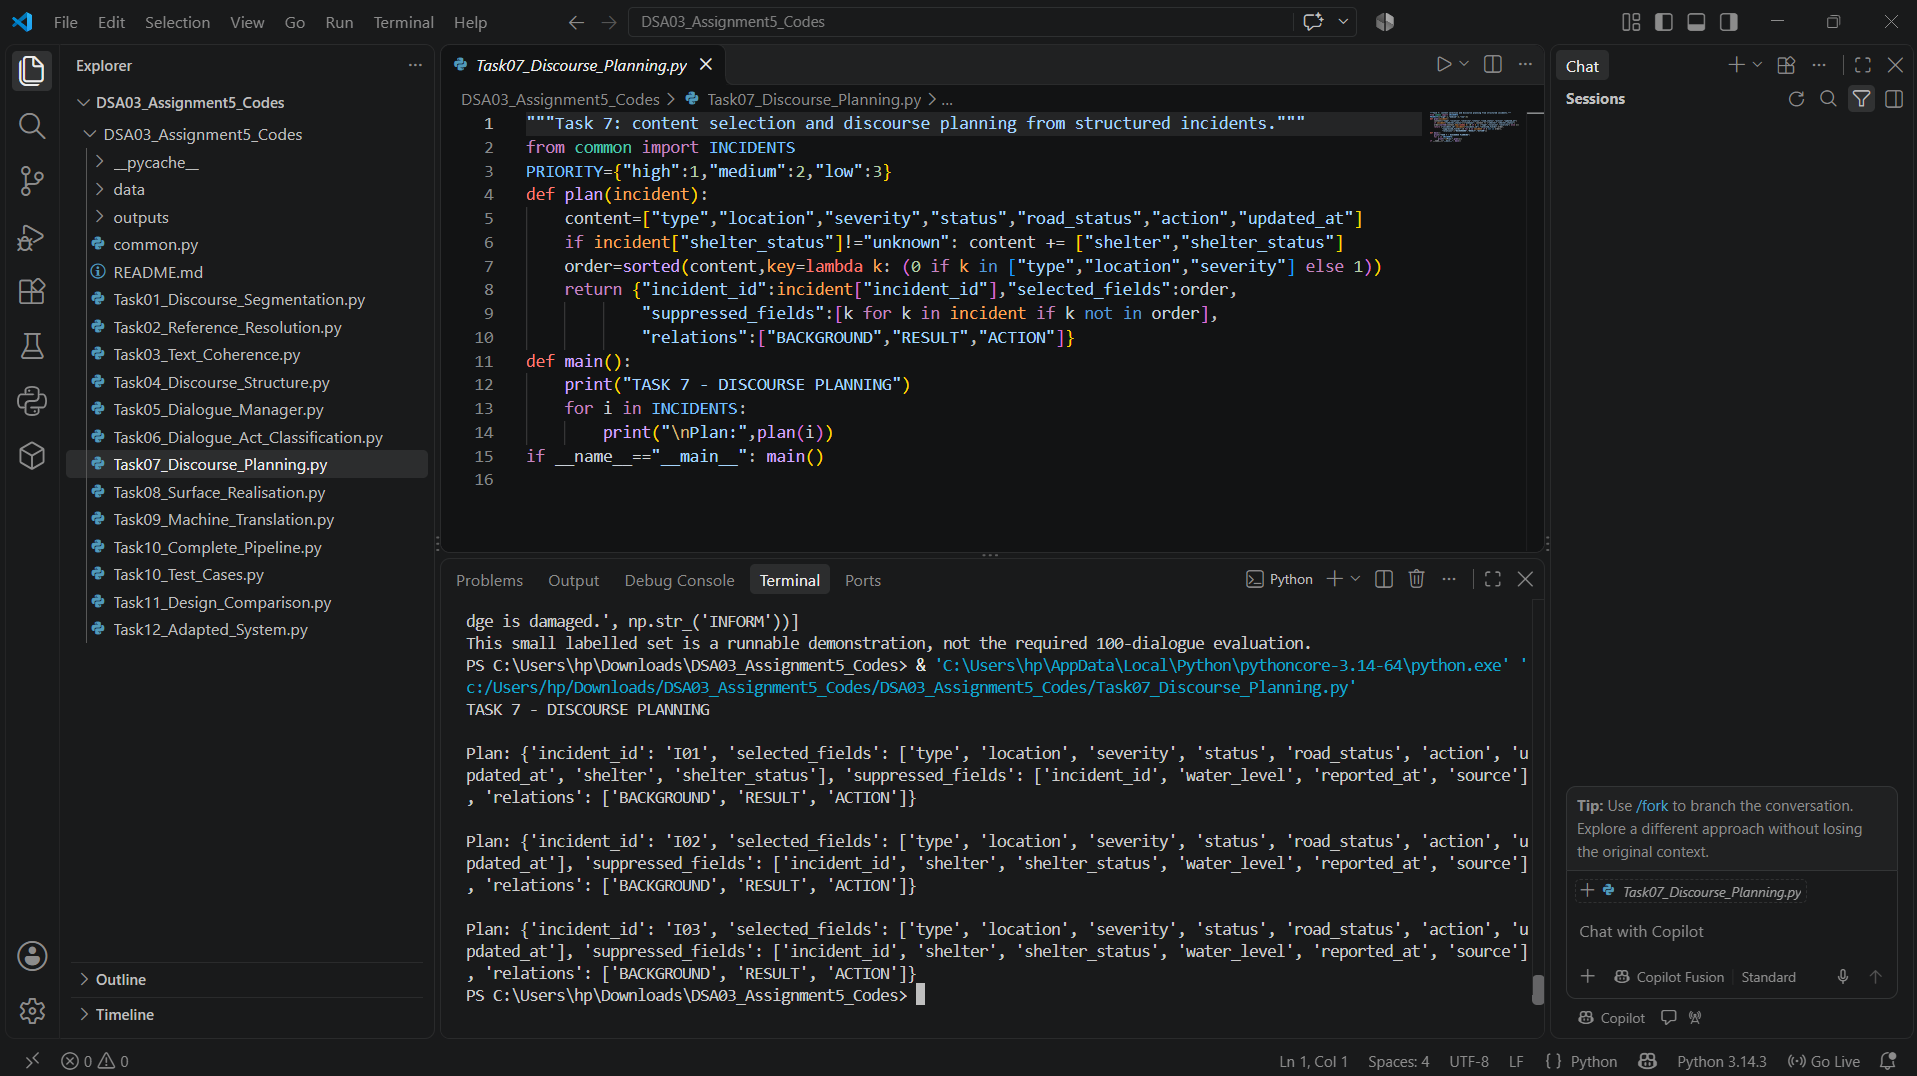 File Edit Selection View Go Run Terminal Help
DSA03_Assignment5_Codes
Explorer
DSA03_Assignment5_Codes
DSA03_Assignment5_Codes
__pycache__
data
outputs
common.py
README.md
Task01_Discourse_Segmentation.py
Task02_Reference_Resolution.py
Task03_Text_Coherence.py
Task04_Discourse_Structure.py
Task05_Dialogue_Manager.py
Task06_Dialogue_Act_Classification.py
Task07_Discourse_Planning.py
Task08_Surface_Realisation.py
Task09_Machine_Translation.py
Task10_Complete_Pipeline.py
Task10_Test_Cases.py
Task11_Design_Comparison.py
Task12_Adapted_System.py
Outline
Timeline
Task07_Discourse_Planning.py
DSA03_Assignment5_Codes > Task07_Discourse_Planning.py > ...
1 """Task 7: content selection and discourse planning from structured incidents."""
2 from common import INCIDENTS
3 PRIORITY={"high":1,"medium":2,"low":3}
4 def plan(incident):
5     content=["type","location","severity","status","road_status","action","updated_at"]
6     if incident["shelter_status"]!="unknown": content += ["shelter","shelter_status"]
7     order=sorted(content,key=lambda k: (0 if k in ["type","location","severity"] else 1))
8     return {"incident_id":incident["incident_id"],"selected_fields":order,
9             "suppressed_fields":[k for k in incident if k not in order],
10             "relations":["BACKGROUND","RESULT","ACTION"]}
11 def main():
12     print("TASK 7 - DISCOURSE PLANNING")
13     for i in INCIDENTS:
14         print("\nPlan:",plan(i))
15 if __name__=="__main__": main()
16
Problems Output Debug Console Terminal Ports
Python
dge is damaged.', np.str_('INFORM'))]
This small labelled set is a runnable demonstration, not the required 100-dialogue evaluation.
PS C:\Users\hp\Downloads\DSA03_Assignment5_Codes> & 'C:\Users\hp\AppData\Local\Python\pythoncore-3.14-64\python.exe' '
c:/Users/hp/Downloads/DSA03_Assignment5_Codes/DSA03_Assignment5_Codes/Task07_Discourse_Planning.py'
TASK 7 - DISCOURSE PLANNING
Plan: {'incident_id': 'I01', 'selected_fields': ['type', 'location', 'severity', 'status', 'road_status', 'action', 'u
pdated_at', 'shelter', 'shelter_status'], 'suppressed_fields': ['incident_id', 'water_level', 'reported_at', 'source']
, 'relations': ['BACKGROUND', 'RESULT', 'ACTION']}
Plan: {'incident_id': 'I02', 'selected_fields': ['type', 'location', 'severity', 'status', 'road_status', 'action', 'u
pdated_at'], 'suppressed_fields': ['incident_id', 'shelter', 'shelter_status', 'water_level', 'reported_at', 'source']
, 'relations': ['BACKGROUND', 'RESULT', 'ACTION']}
Plan: {'incident_id': 'I03', 'selected_fields': ['type', 'location', 'severity', 'status', 'road_status', 'action', 'u
pdated_at'], 'suppressed_fields': ['incident_id', 'shelter', 'shelter_status', 'water_level', 'reported_at', 'source']
, 'relations': ['BACKGROUND', 'RESULT', 'ACTION']}
PS C:\Users\hp\Downloads\DSA03_Assignment5_Codes>
Chat
Sessions
Tip: Use /fork to branch the conversation.
Explore a different approach without losing
the original context.
Task07_Discourse_Planning.py
Chat with Copilot
Copilot Fusion Standard
Copilot
0 0
Ln 1, Col 1 Spaces: 4 UTF-8 LF { } Python Python 3.14.3 Go Live